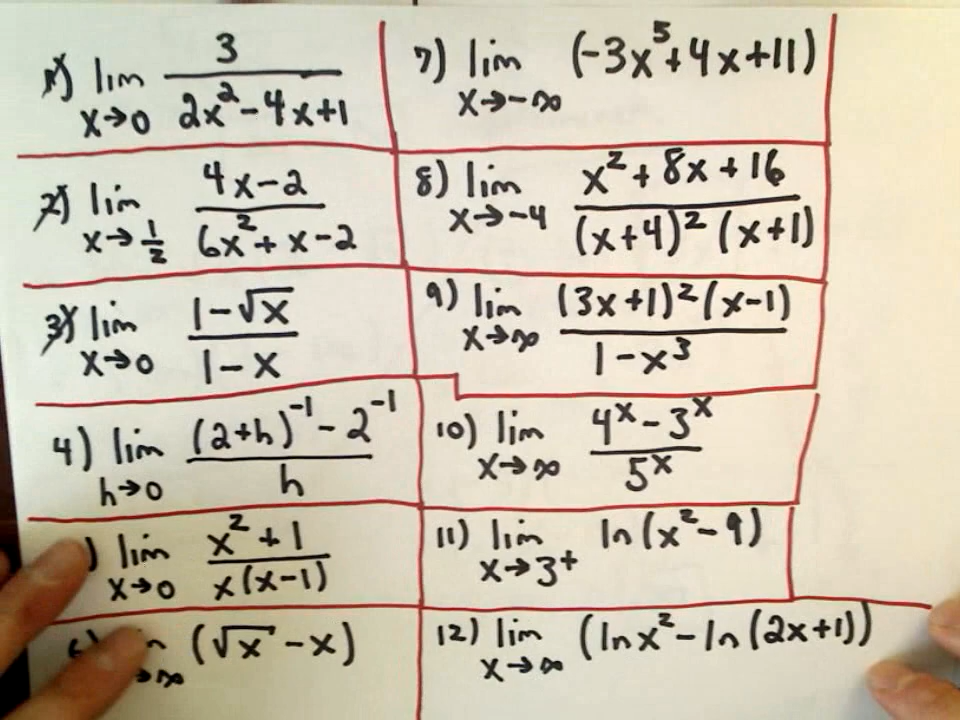 1) lim x→0 3/(2x²-4x+1)
2) lim x→1/2 (4x-2)/(6x²+x-2)
3) lim x→0 (1-√x)/(1-x)
4) lim h→0 ((2+h)⁻¹-2⁻¹)/h
) lim x→0 (x²+1)/(x(x-1))
6) →∞ (√x-x)
7) lim x→-∞ (-3x⁵+4x+11)
8) lim x→-4 (x²+8x+16)/((x+4)²(x+1))
9) lim x→∞ ((3x+1)²(x-1))/(1-x³)
10) lim x→∞ (4ˣ-3ˣ)/5ˣ
11) lim x→3⁺ ln(x²-9)
12) lim x→∞ (lnx²-ln(2x+1))